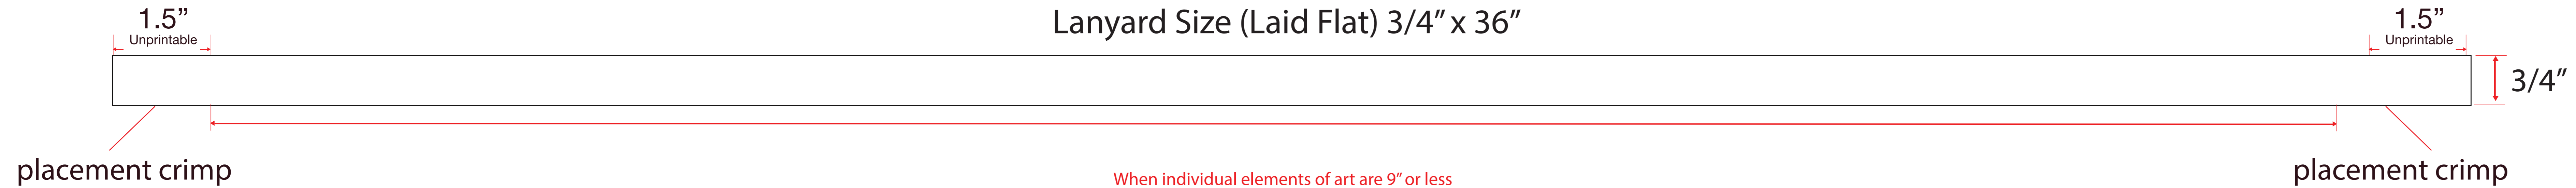 1.5”
Unprintable
Lanyard Size (Laid Flat) 3/4” x 36”
1.5”
Unprintable
3/4”
placement crimp
When individual elements of art are 9” or less
placement crimp